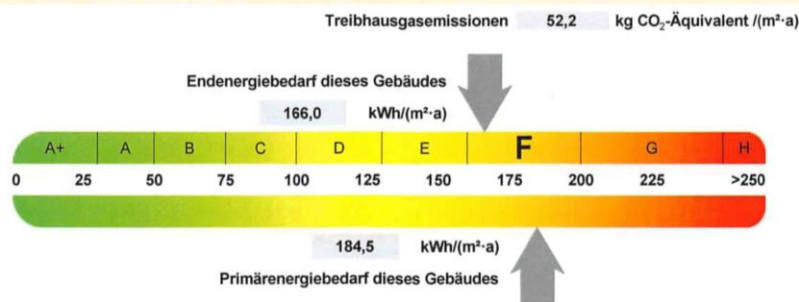 Treibhausgasemissionen 52,2 kg CO₂-Äquivalent /(m²·a)
Endenergiebedarf dieses Gebäudes
166,0 kWh/(m²·a)
A+ A B C D E F G H
0 25 50 75 100 125 150 175 200 225 >250
184,5 kWh/(m²·a)
Primärenergiebedarf dieses Gebäudes